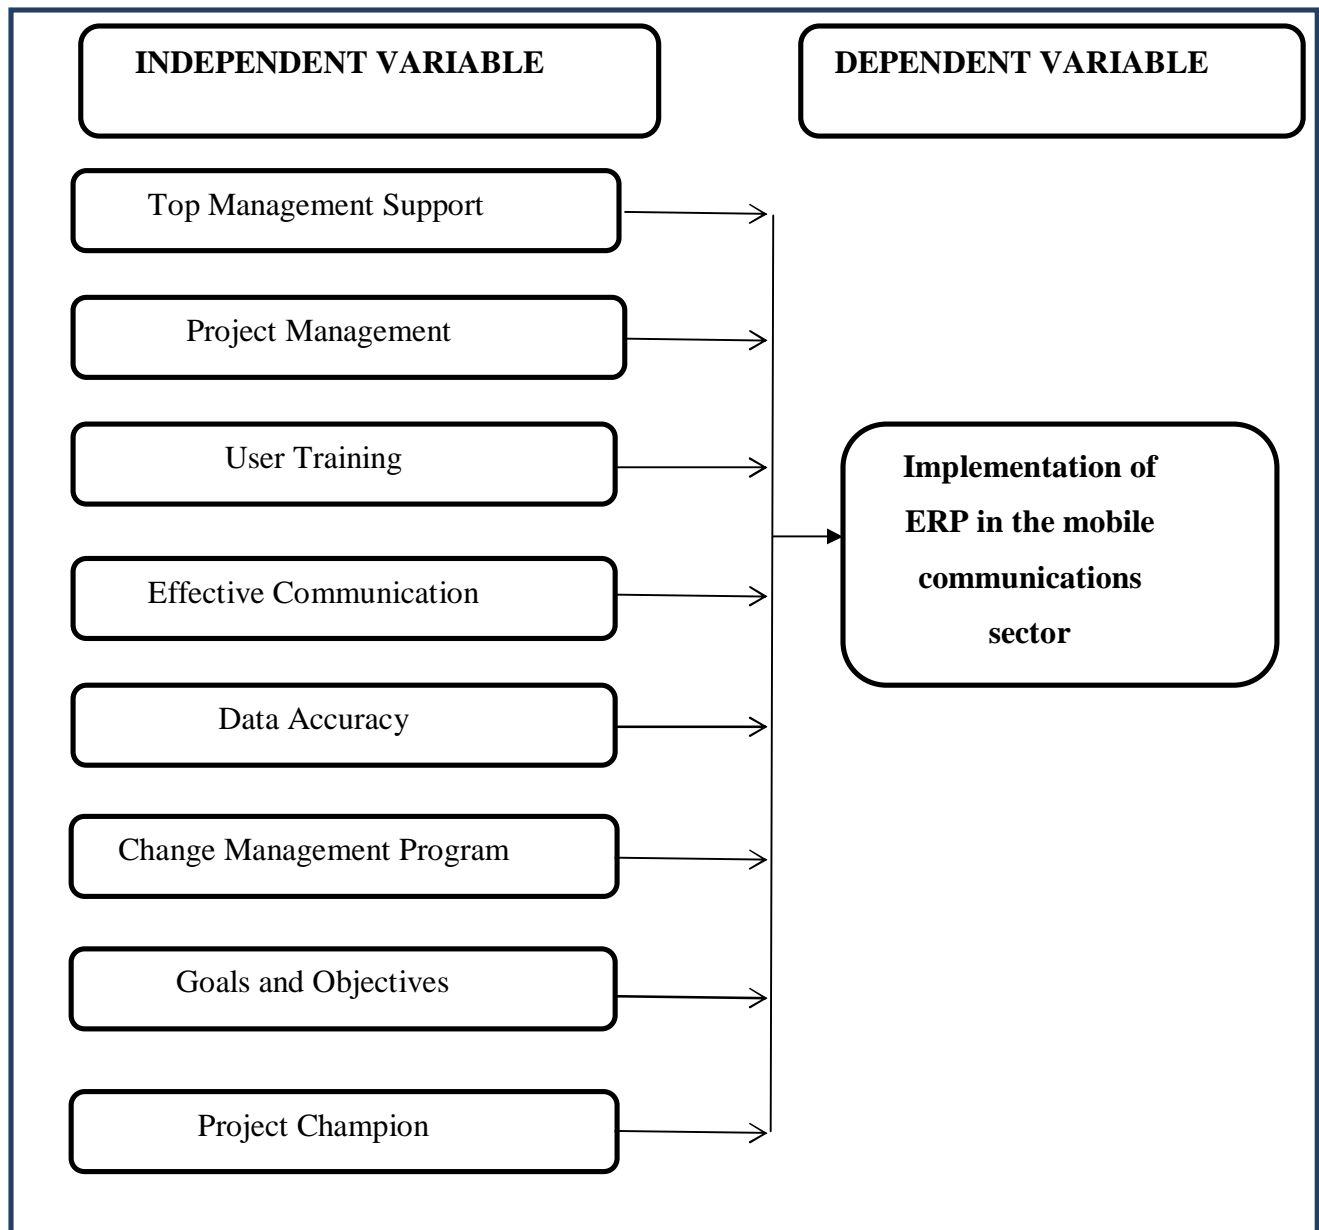 INDEPENDENT VARIABLE
DEPENDENT VARIABLE
Top Management Support
Project Management
User Training
Effective Communication
Data Accuracy
Change Management Program
Goals and Objectives
Project Champion
Implementation of
ERP in the mobile
communications
sector